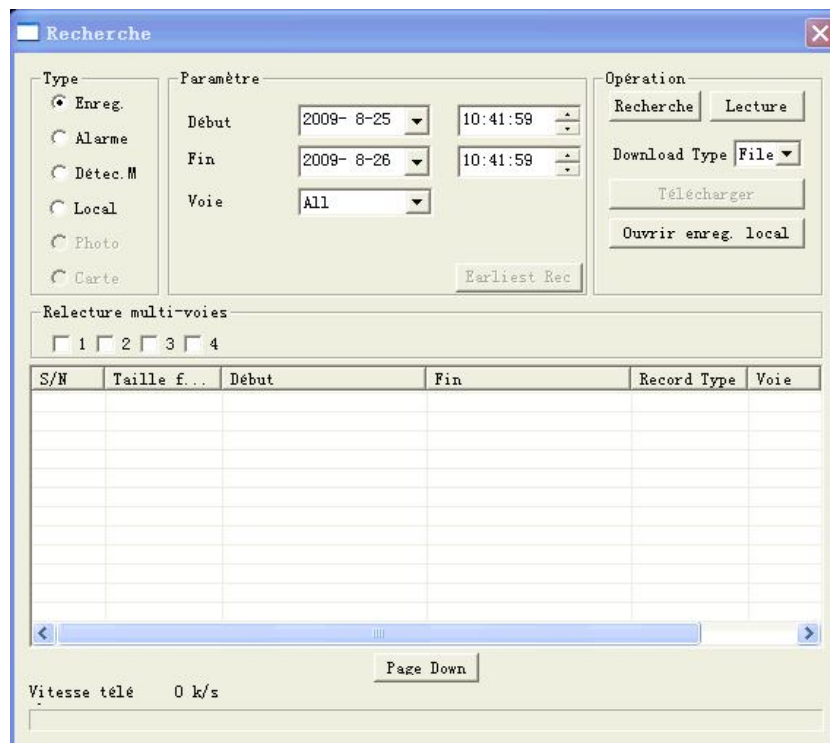 Recherche
Type
Enreg.
Alarme
Détec.M
Local
Photo
Carte
Paramètre
Début 2009- 8-25 10:41:59
Fin 2009- 8-26 10:41:59
Voie All
Earliest Rec
Opération
Recherche Lecture
Download Type File
Télécharger
Ouvrir enreg. local
Relecture multi-voies
1 2 3 4
S/N Taille f... Début Fin Record Type Voie
Page Down
Vitesse télé 0 k/s